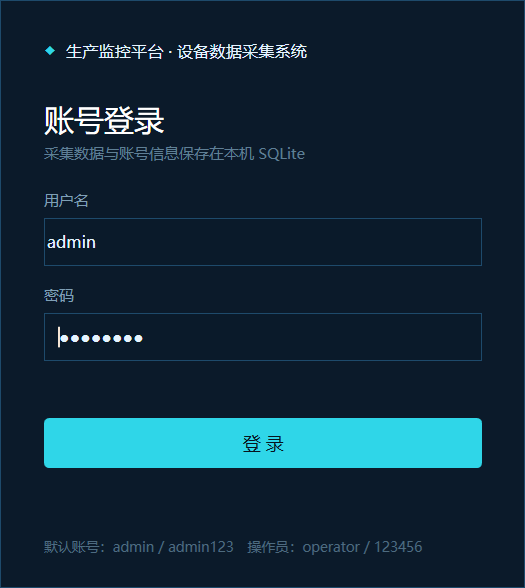 生产监控平台 · 设备数据采集系统
账号登录
采集数据与账号信息保存在本机 SQLite
用户名
admin
密码
●●●●●●●●
登 录
默认账号：admin / admin123 操作员：operator / 123456